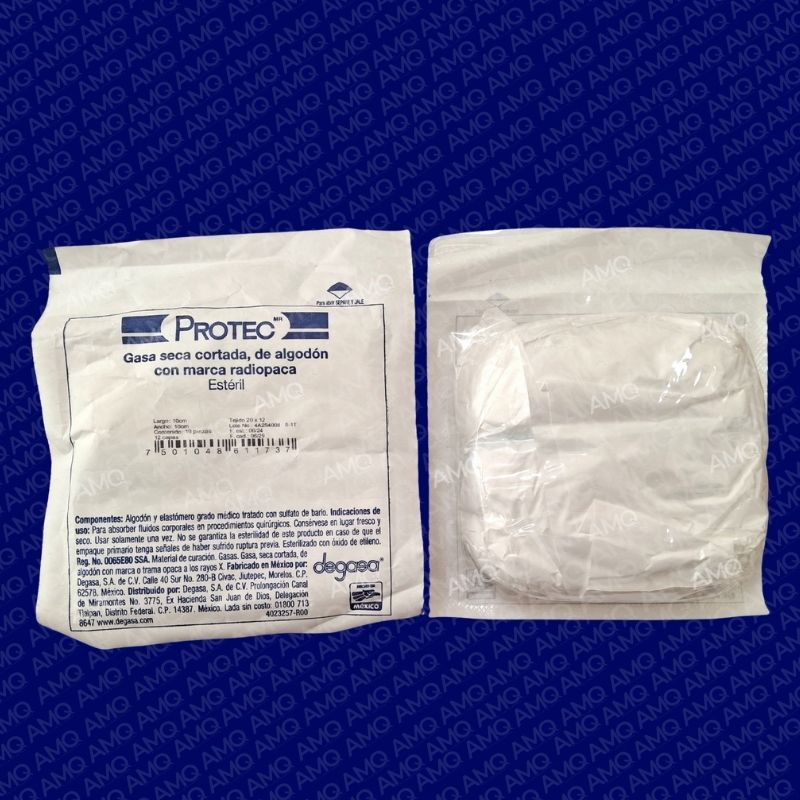 Para abrir SEPARE Y JALE
PROTEC MR
Gasa seca cortada, de algodón
con marca radiopaca
Estéril
Largo: 10cm Tejido 20 x 12
Ancho: 10cm Lote No.
Contenido: 10 piezas
12 capas
7 501048 611737
Componentes: Algodón y elastómero grado médico tratado con sulfato de bario. Indicaciones de
uso: Para absorber fluidos corporales en procedimientos quirúrgicos. Consérvese en lugar fresco y
seco. Usar solamente una vez. No se garantiza la esterilidad de este producto en caso de que el
empaque primario tenga señales de haber sufrido ruptura previa. Esterilizado con óxido de etileno.
Reg. No. 0065E80 SSA. Material de curación. Gasas. Gasa, seca cortada, de
algodón con marca o trama opaca a los rayos X. Fabricado en México por:
Degasa, S.A. de C.V. Calle 40 Sur No. 280-B Civac, Jiutepec, Morelos. C.P.
62578. México. Distribuido por: Degasa, S.A. de C.V. Prolongación Canal
de Miramontes No. 3775, Ex Hacienda San Juan de Dios, Delegación
Tlalpan, Distrito Federal. C.P. 14387. México. Lada sin costo: 01800 713
8647 www.degasa.com
4023257-R00
degasa
MÉXICO
AMQ